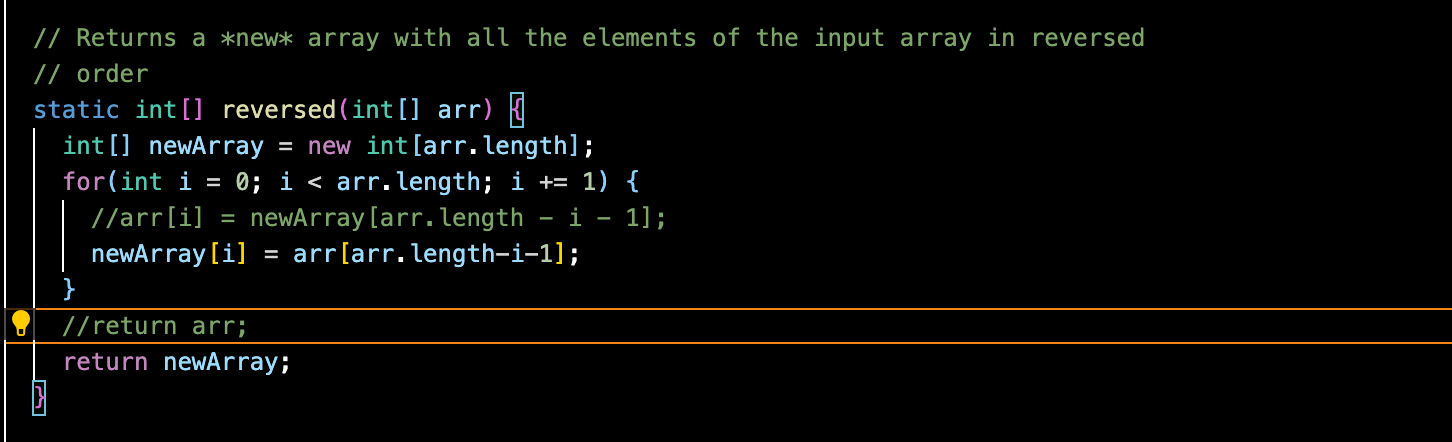 // Returns a *new* array with all the elements of the input array in reversed
// order
static int[] reversed(int[] arr) {
  int[] newArray = new int[arr.length];
  for(int i = 0; i < arr.length; i += 1) {
    //arr[i] = newArray[arr.length - i - 1];
    newArray[i] = arr[arr.length-i-1];
  }
  //return arr;
  return newArray;
}